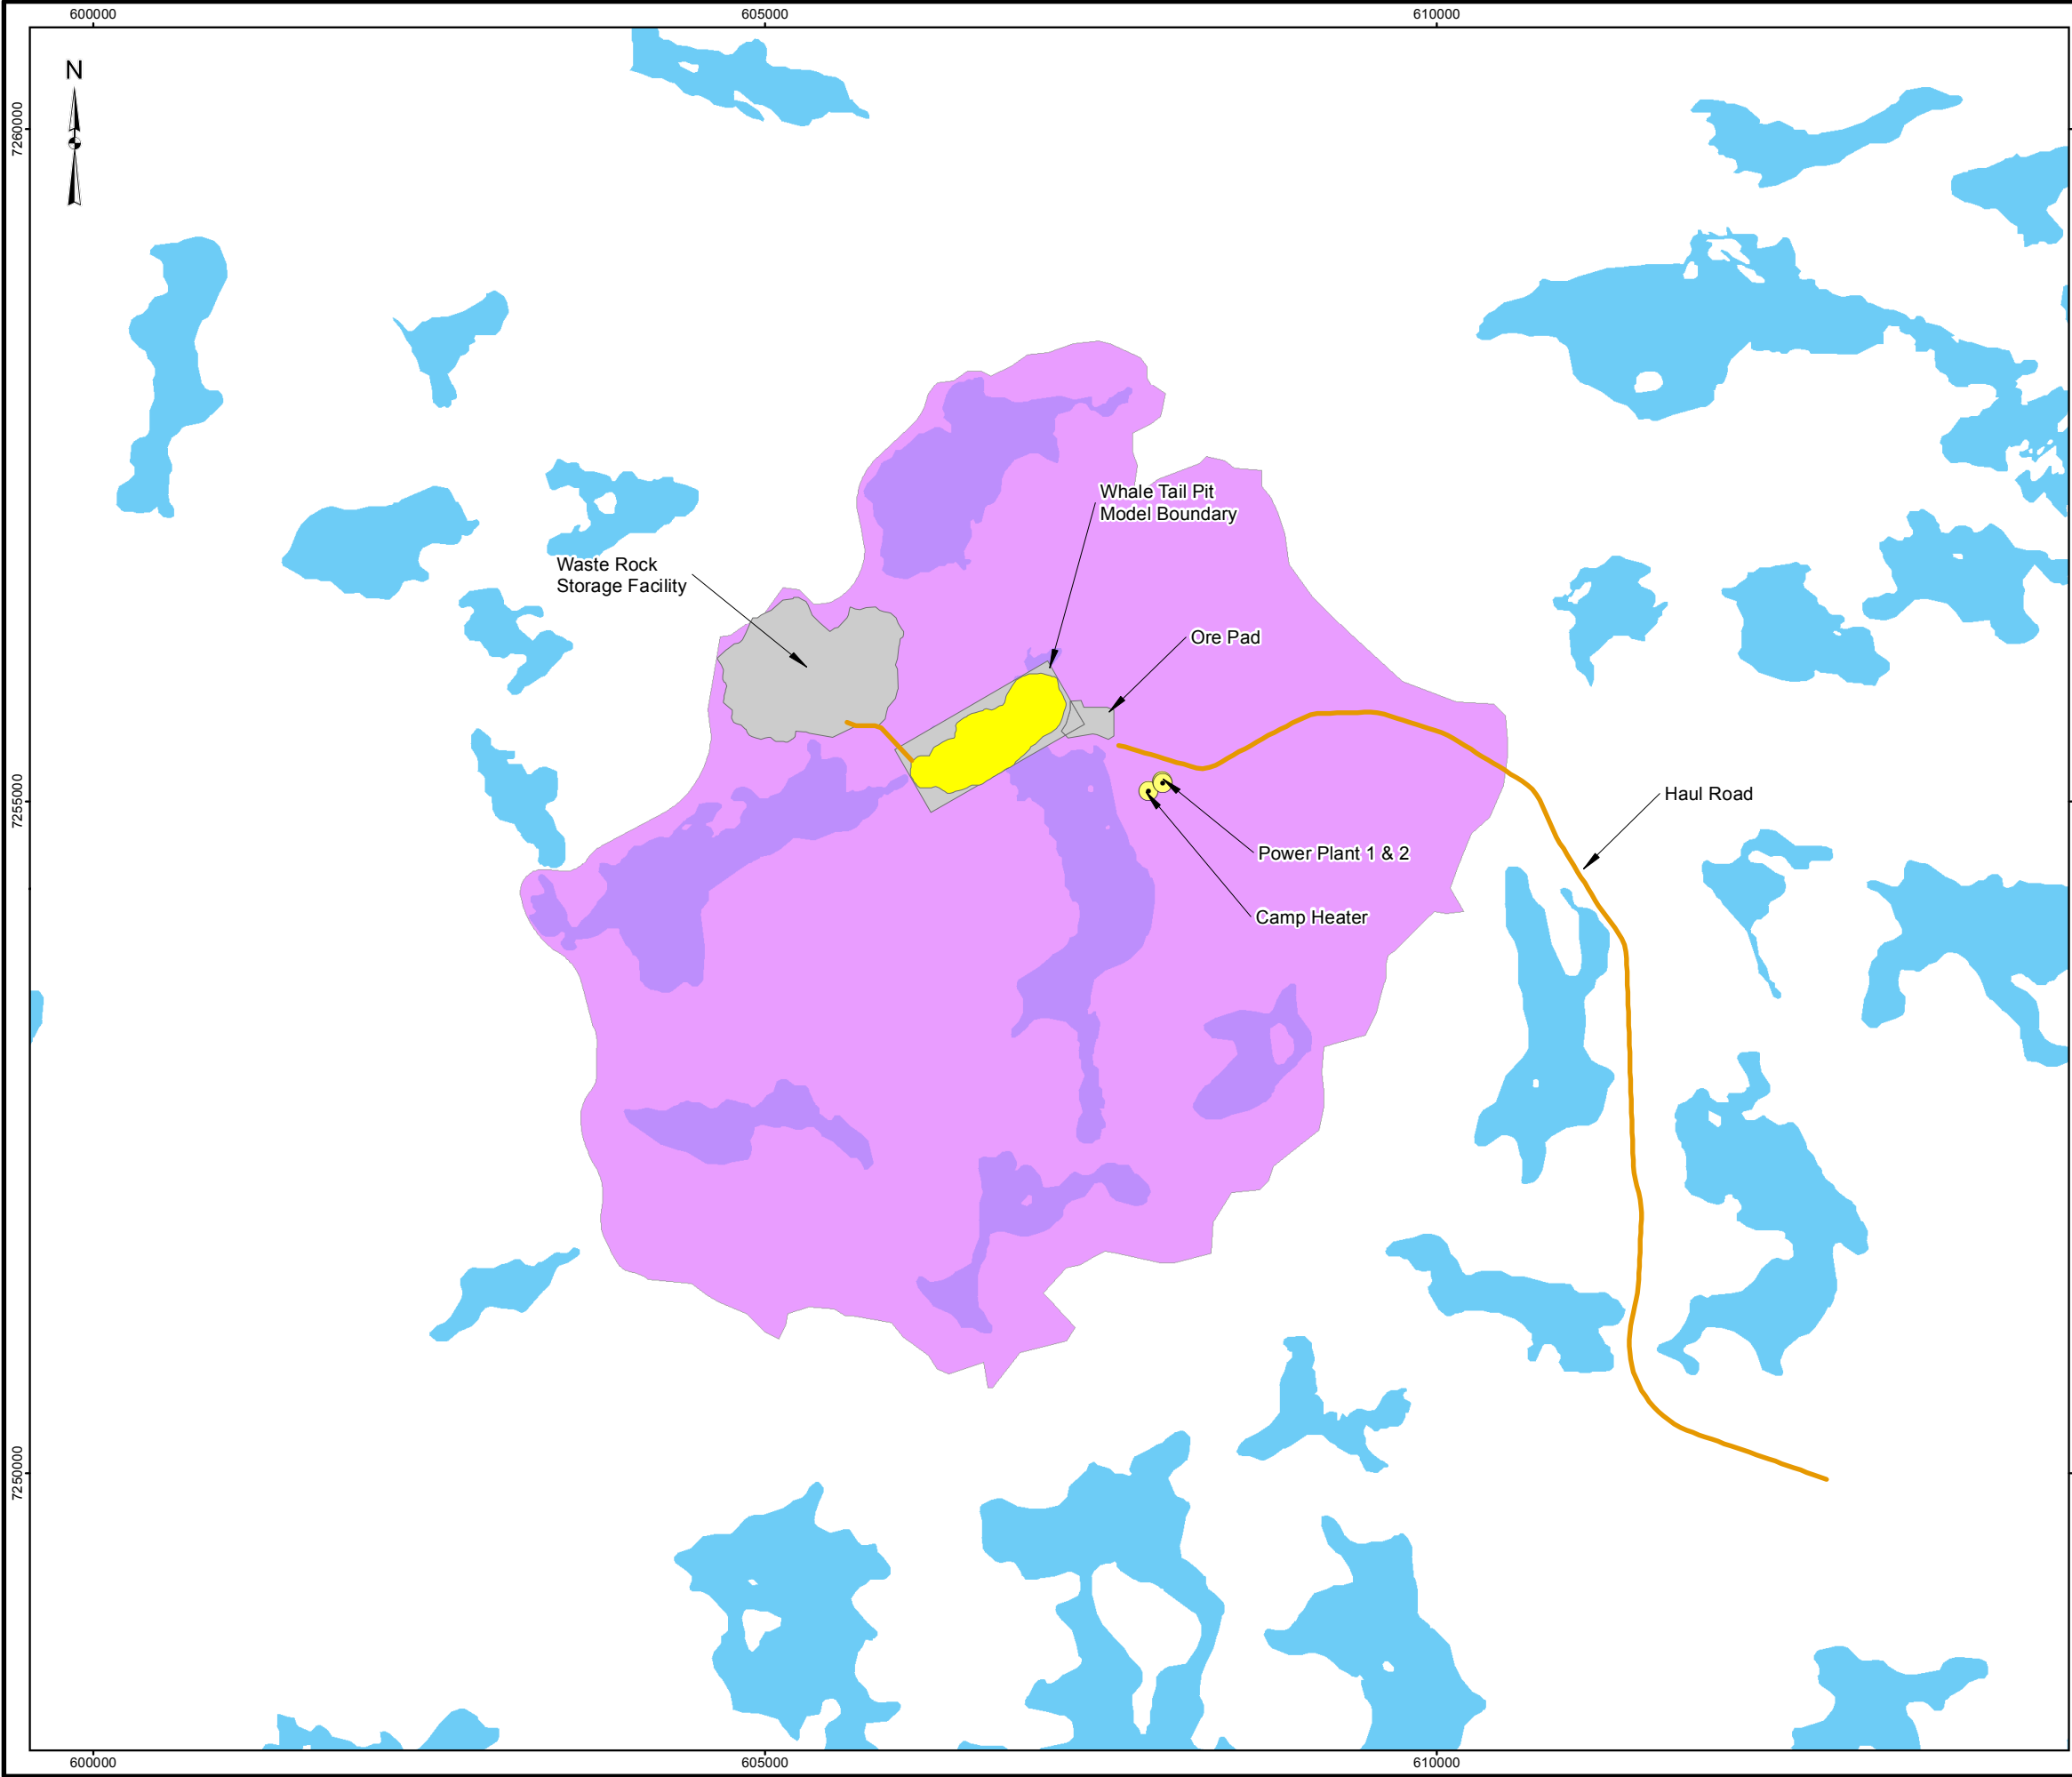 600000
605000
610000
N
7260000
Whale Tail Pit
Model Boundary
Waste Rock
Storage Facility
Ore Pad
7255000
Haul Road
Power Plant 1 & 2
Camp Heater
7250000
600000
605000
610000